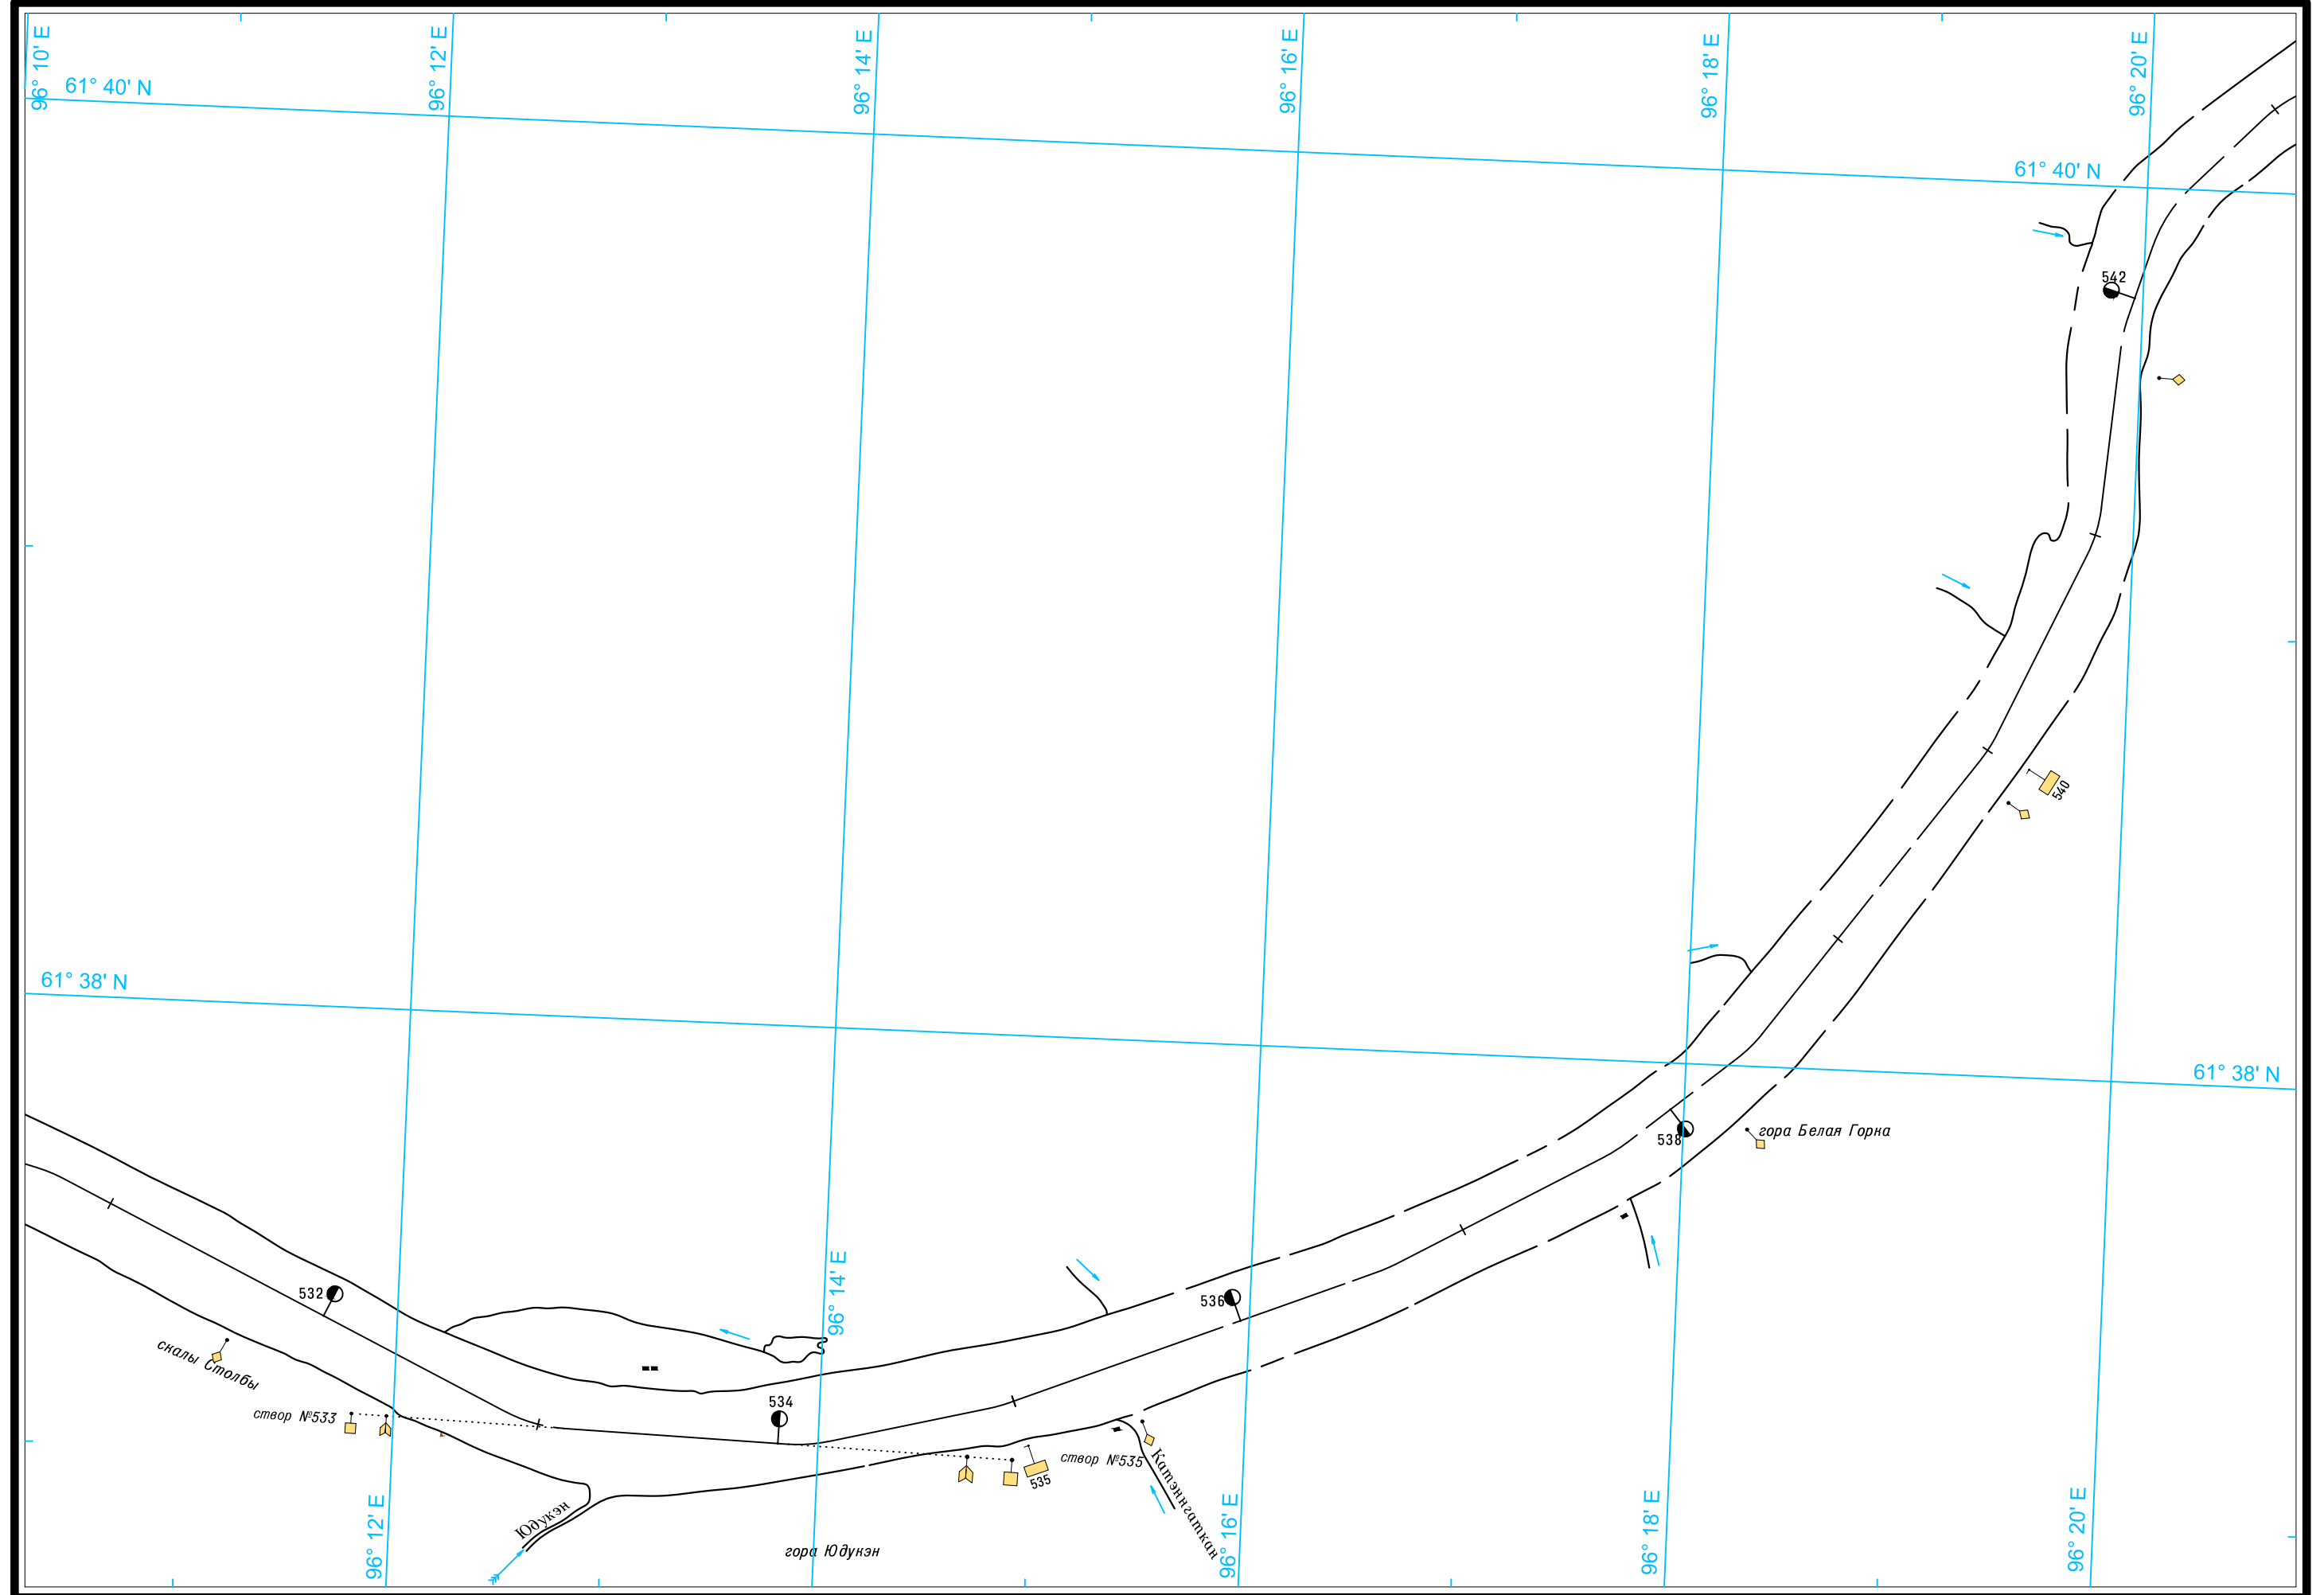 96° 10' E
96° 12' E
96° 14' E
96° 16' E
96° 18' E
96° 20' E
61° 40' N
61° 40' N
542
540
61° 38' N
61° 38' N
538
гора Белая Горка
532
536
96° 14' E
скалы Столбы
534
створ №533
створ №535
535
Катэннгаткан
Юдукэн
гора Юдукэн
96° 12' E
96° 16' E
96° 18' E
96° 20' E